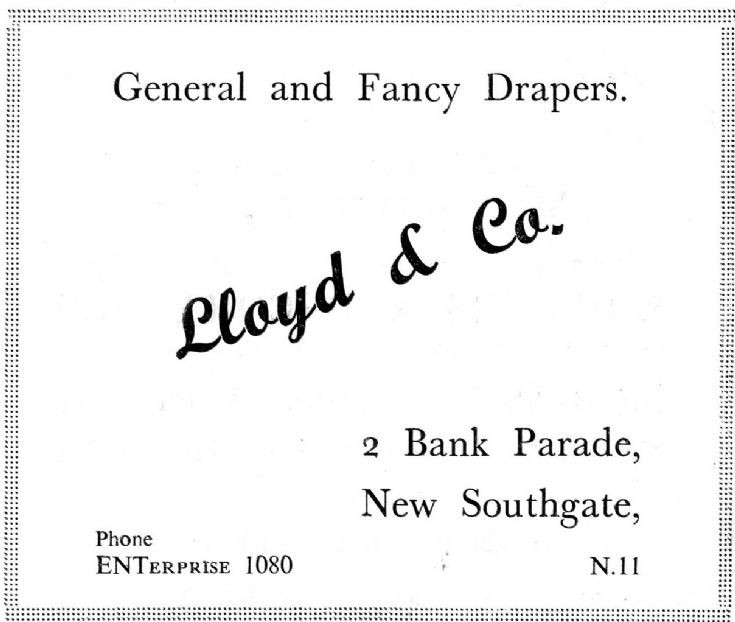 General and Fancy Drapers.
Lloyd & Co.
2 Bank Parade,
New Southgate,
Phone
ENTERPRISE 1080 N.11